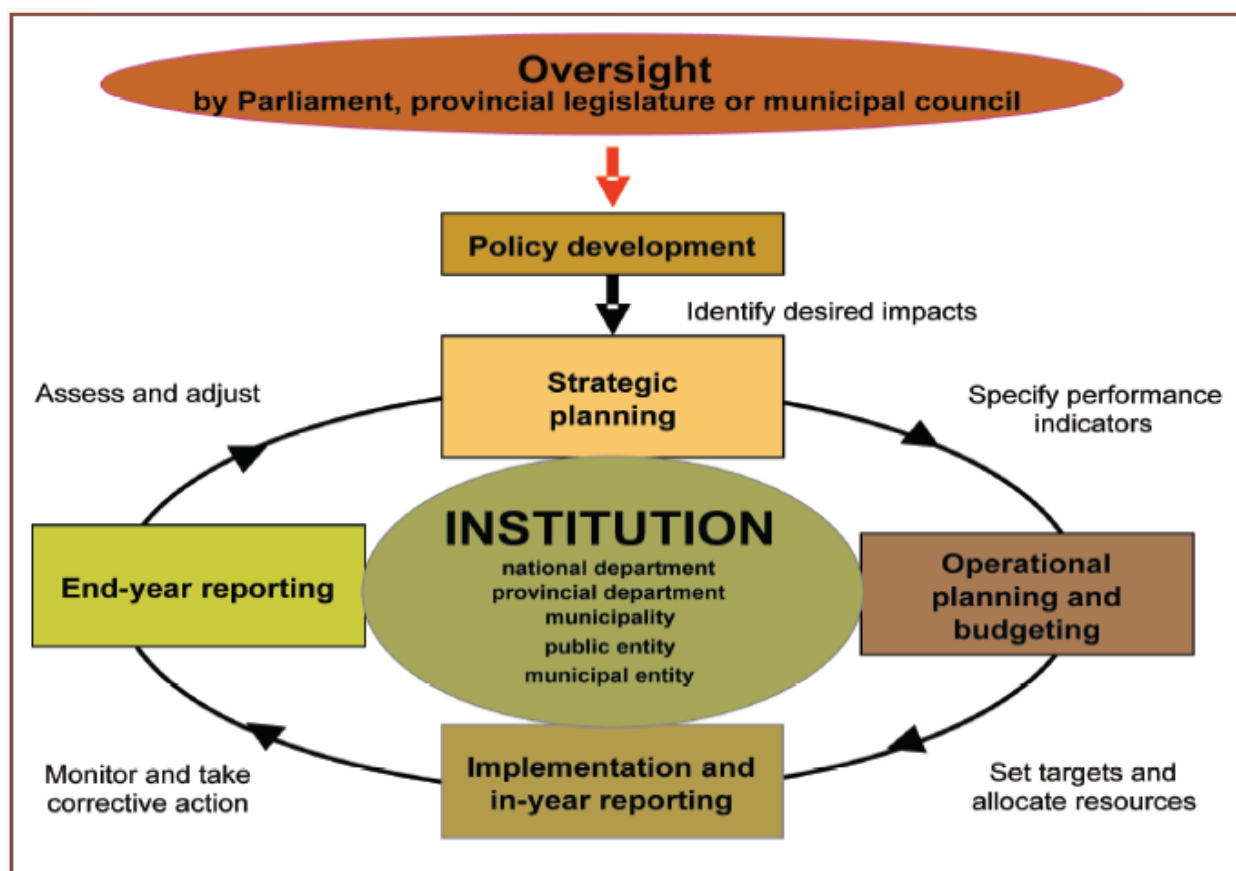 Oversight
by Parliament, provincial legislature or municipal council
Policy development
Identify desired impacts
Strategic
planning
Assess and adjust
Specify performance
indicators
INSTITUTION
national department
provincial department
municipality
public entity
municipal entity
End-year reporting
Operational
planning and
budgeting
Implementation and
in-year reporting
Monitor and take
corrective action
Set targets and
allocate resources